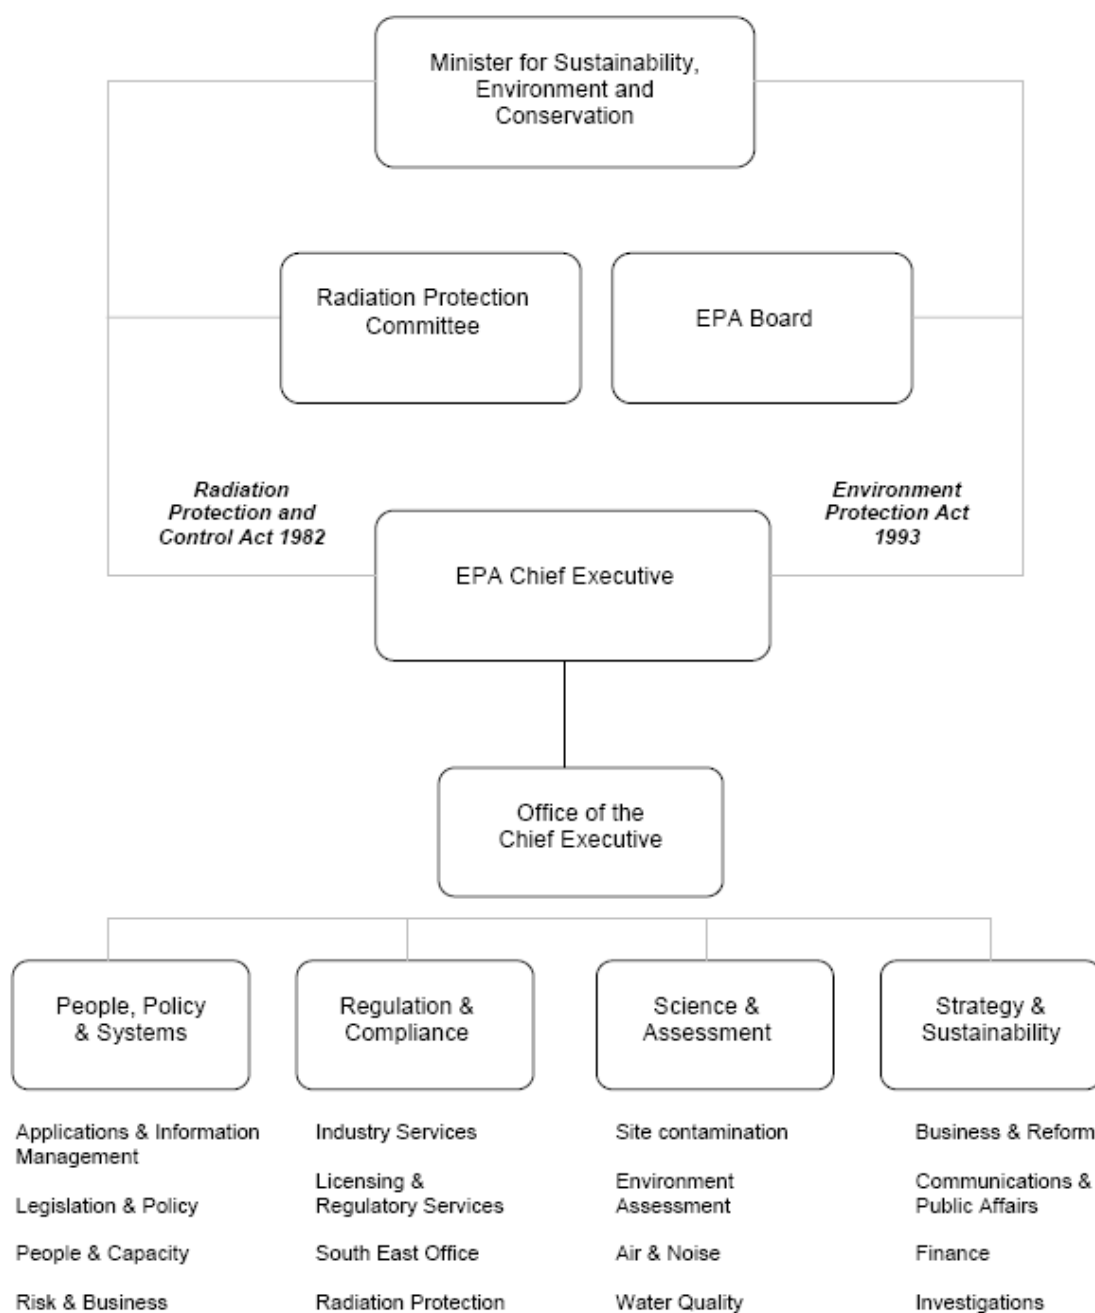 Minister for Sustainability,
Environment and
Conservation
Radiation Protection
Committee
EPA Board
Radiation
Protection and
Control Act 1982
Environment
Protection Act
1993
EPA Chief Executive
Office of the
Chief Executive
People, Policy
& Systems
Regulation &
Compliance
Science &
Assessment
Strategy &
Sustainability
Applications & Information
Management
Legislation & Policy
People & Capacity
Risk & Business
Industry Services
Licensing &
Regulatory Services
South East Office
Radiation Protection
Site contamination
Environment
Assessment
Air & Noise
Water Quality
Business & Reform
Communications &
Public Affairs
Finance
Investigations